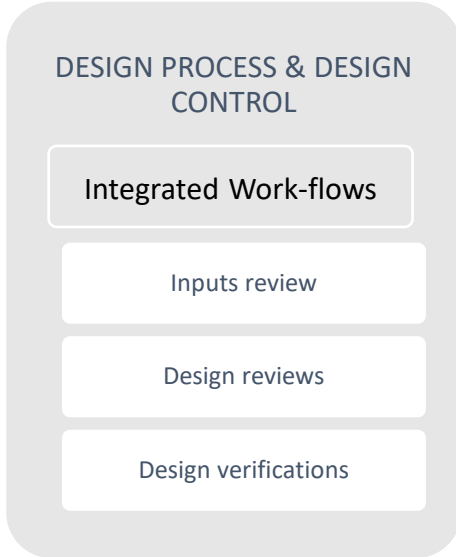 DESIGN PROCESS & DESIGN
CONTROL
Integrated Work-flows
Inputs review
Design reviews
Design verifications